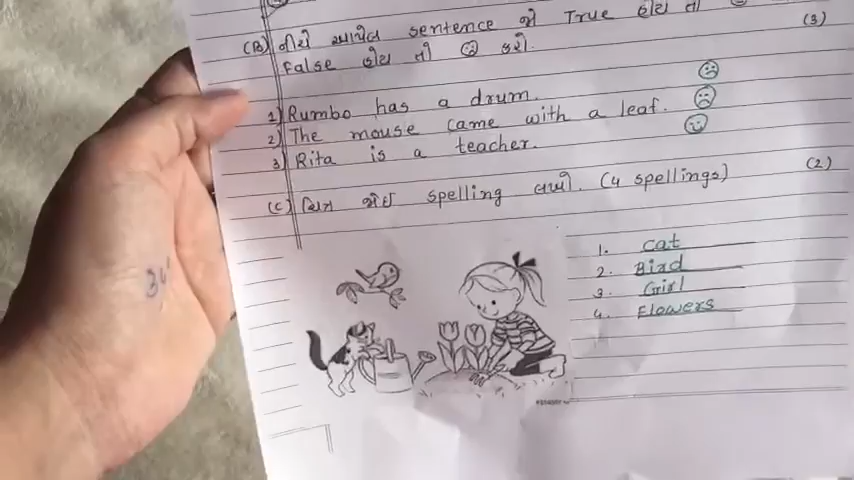 (B) નીચે આપેલ sentence જો True હોય તો
False હોય તો ☹ કરો. (3)
1) Rumbo has a drum. ☹
2) The mouse came with a leaf. ☹
3) Rita is a teacher. ☺
(C) ચિત્ર જોઈ spelling લખો. (4 spellings) (2)
1. cat
2. Bird
3. Girl
4. Flowers